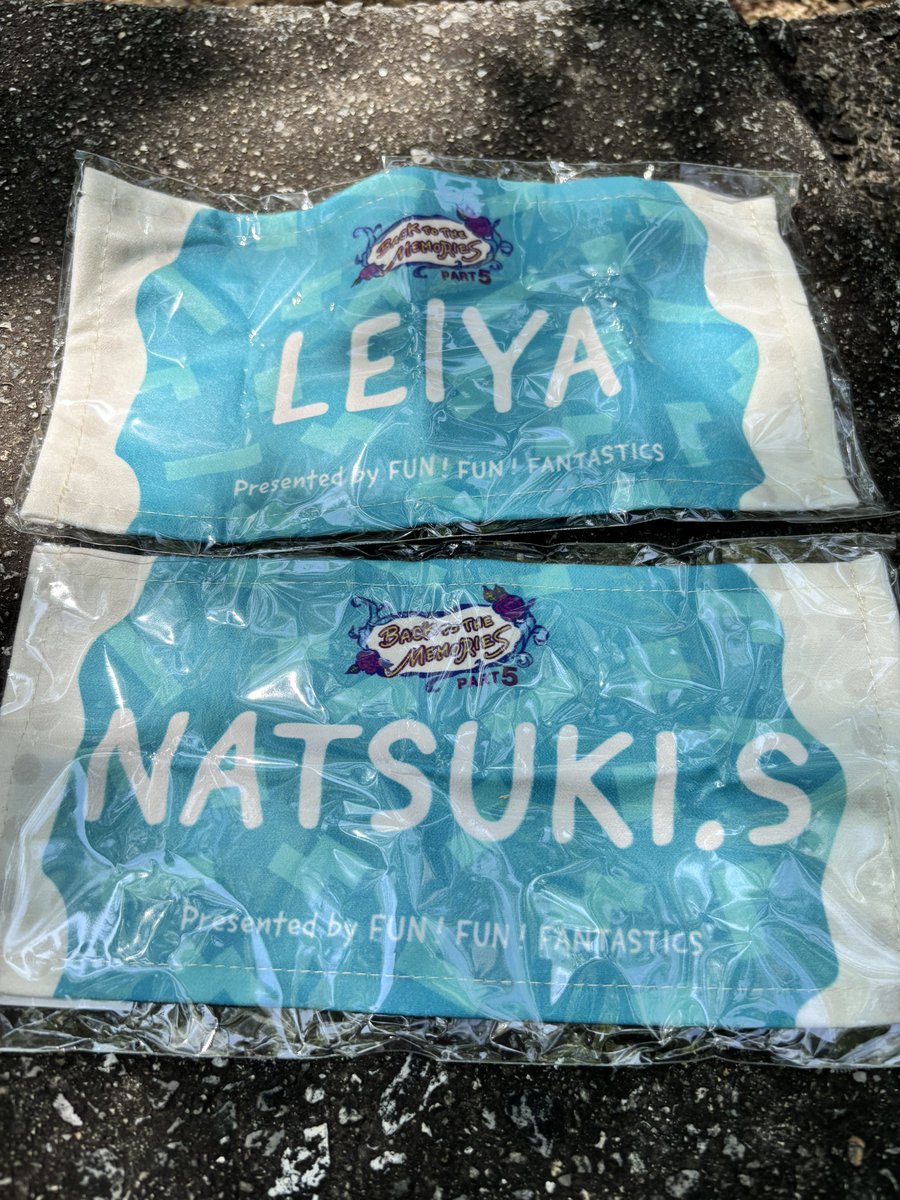 BACK TO THE
MEMORIES
PART5
LEIYA
Presented by FUN! FUN! FANTASTICS
BACK TO THE
MEMORIES
PART5
NATSUKI.S
Presented by FUN! FUN! FANTASTICS